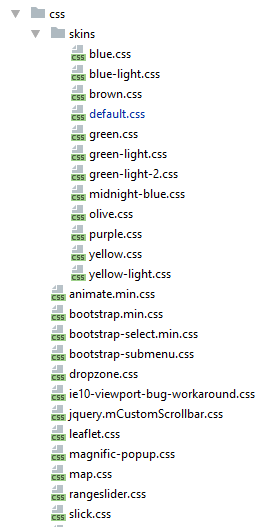 css
skins
blue.css
blue-light.css
brown.css
default.css
green.css
green-light.css
green-light-2.css
midnight-blue.css
olive.css
purple.css
yellow.css
yellow-light.css
animate.min.css
bootstrap.min.css
bootstrap-select.min.css
bootstrap-submenu.css
dropzone.css
ie10-viewport-bug-workaround.css
jquery.mCustomScrollbar.css
leaflet.css
magnific-popup.css
map.css
rangeslider.css
slick.css